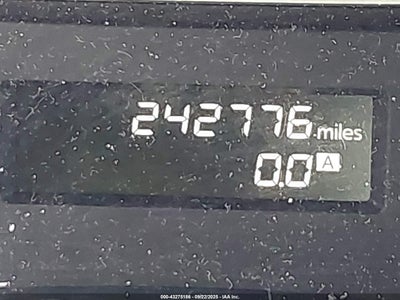 242776 miles
0.0 A
000-43275186 - 09/22/2025 - IAA Inc.